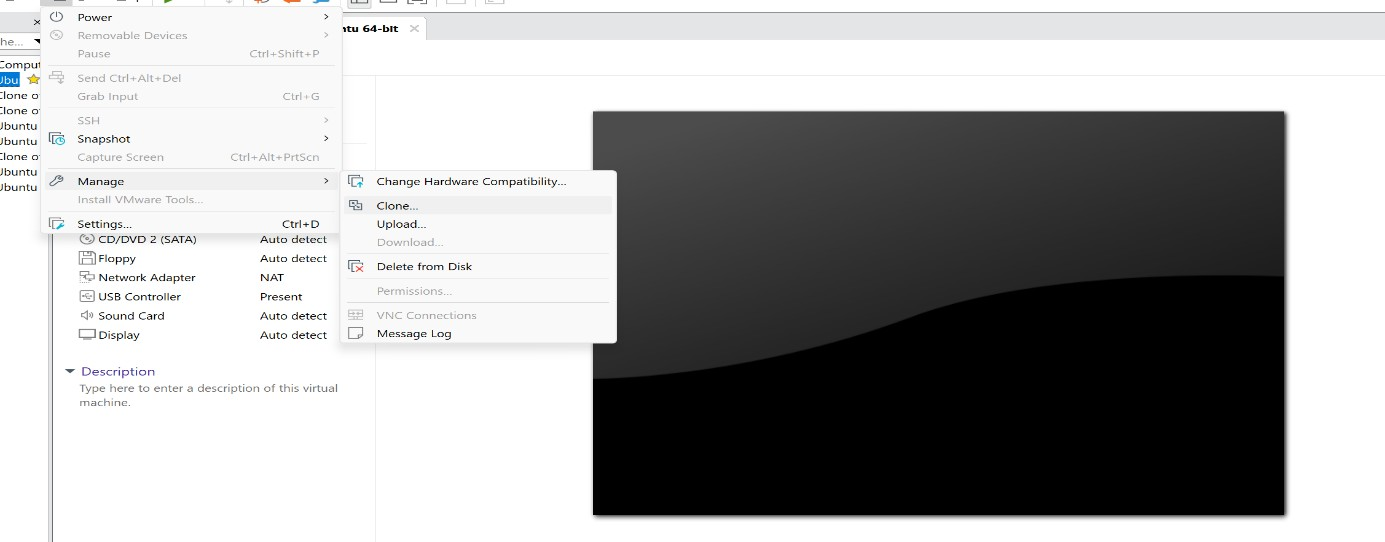 Power
Removable Devices
Pause Ctrl+Shift+P
Send Ctrl+Alt+Del
Grab Input Ctrl+G
SSH
Snapshot
Capture Screen Ctrl+Alt+PrtScn
Manage
Install VMware Tools...
Settings... Ctrl+D
Change Hardware Compatibility...
Clone...
Upload...
Download...
Delete from Disk
Permissions...
VNC Connections
Message Log
ntu 64-bit
he...
Comput
Ubu
Clone o
Clone o
Ubuntu
Ubuntu
Clone o
Ubuntu
Ubuntu
CD/DVD 2 (SATA) Auto detect
Floppy Auto detect
Network Adapter NAT
USB Controller Present
Sound Card Auto detect
Display Auto detect
Description
Type here to enter a description of this virtual
machine.